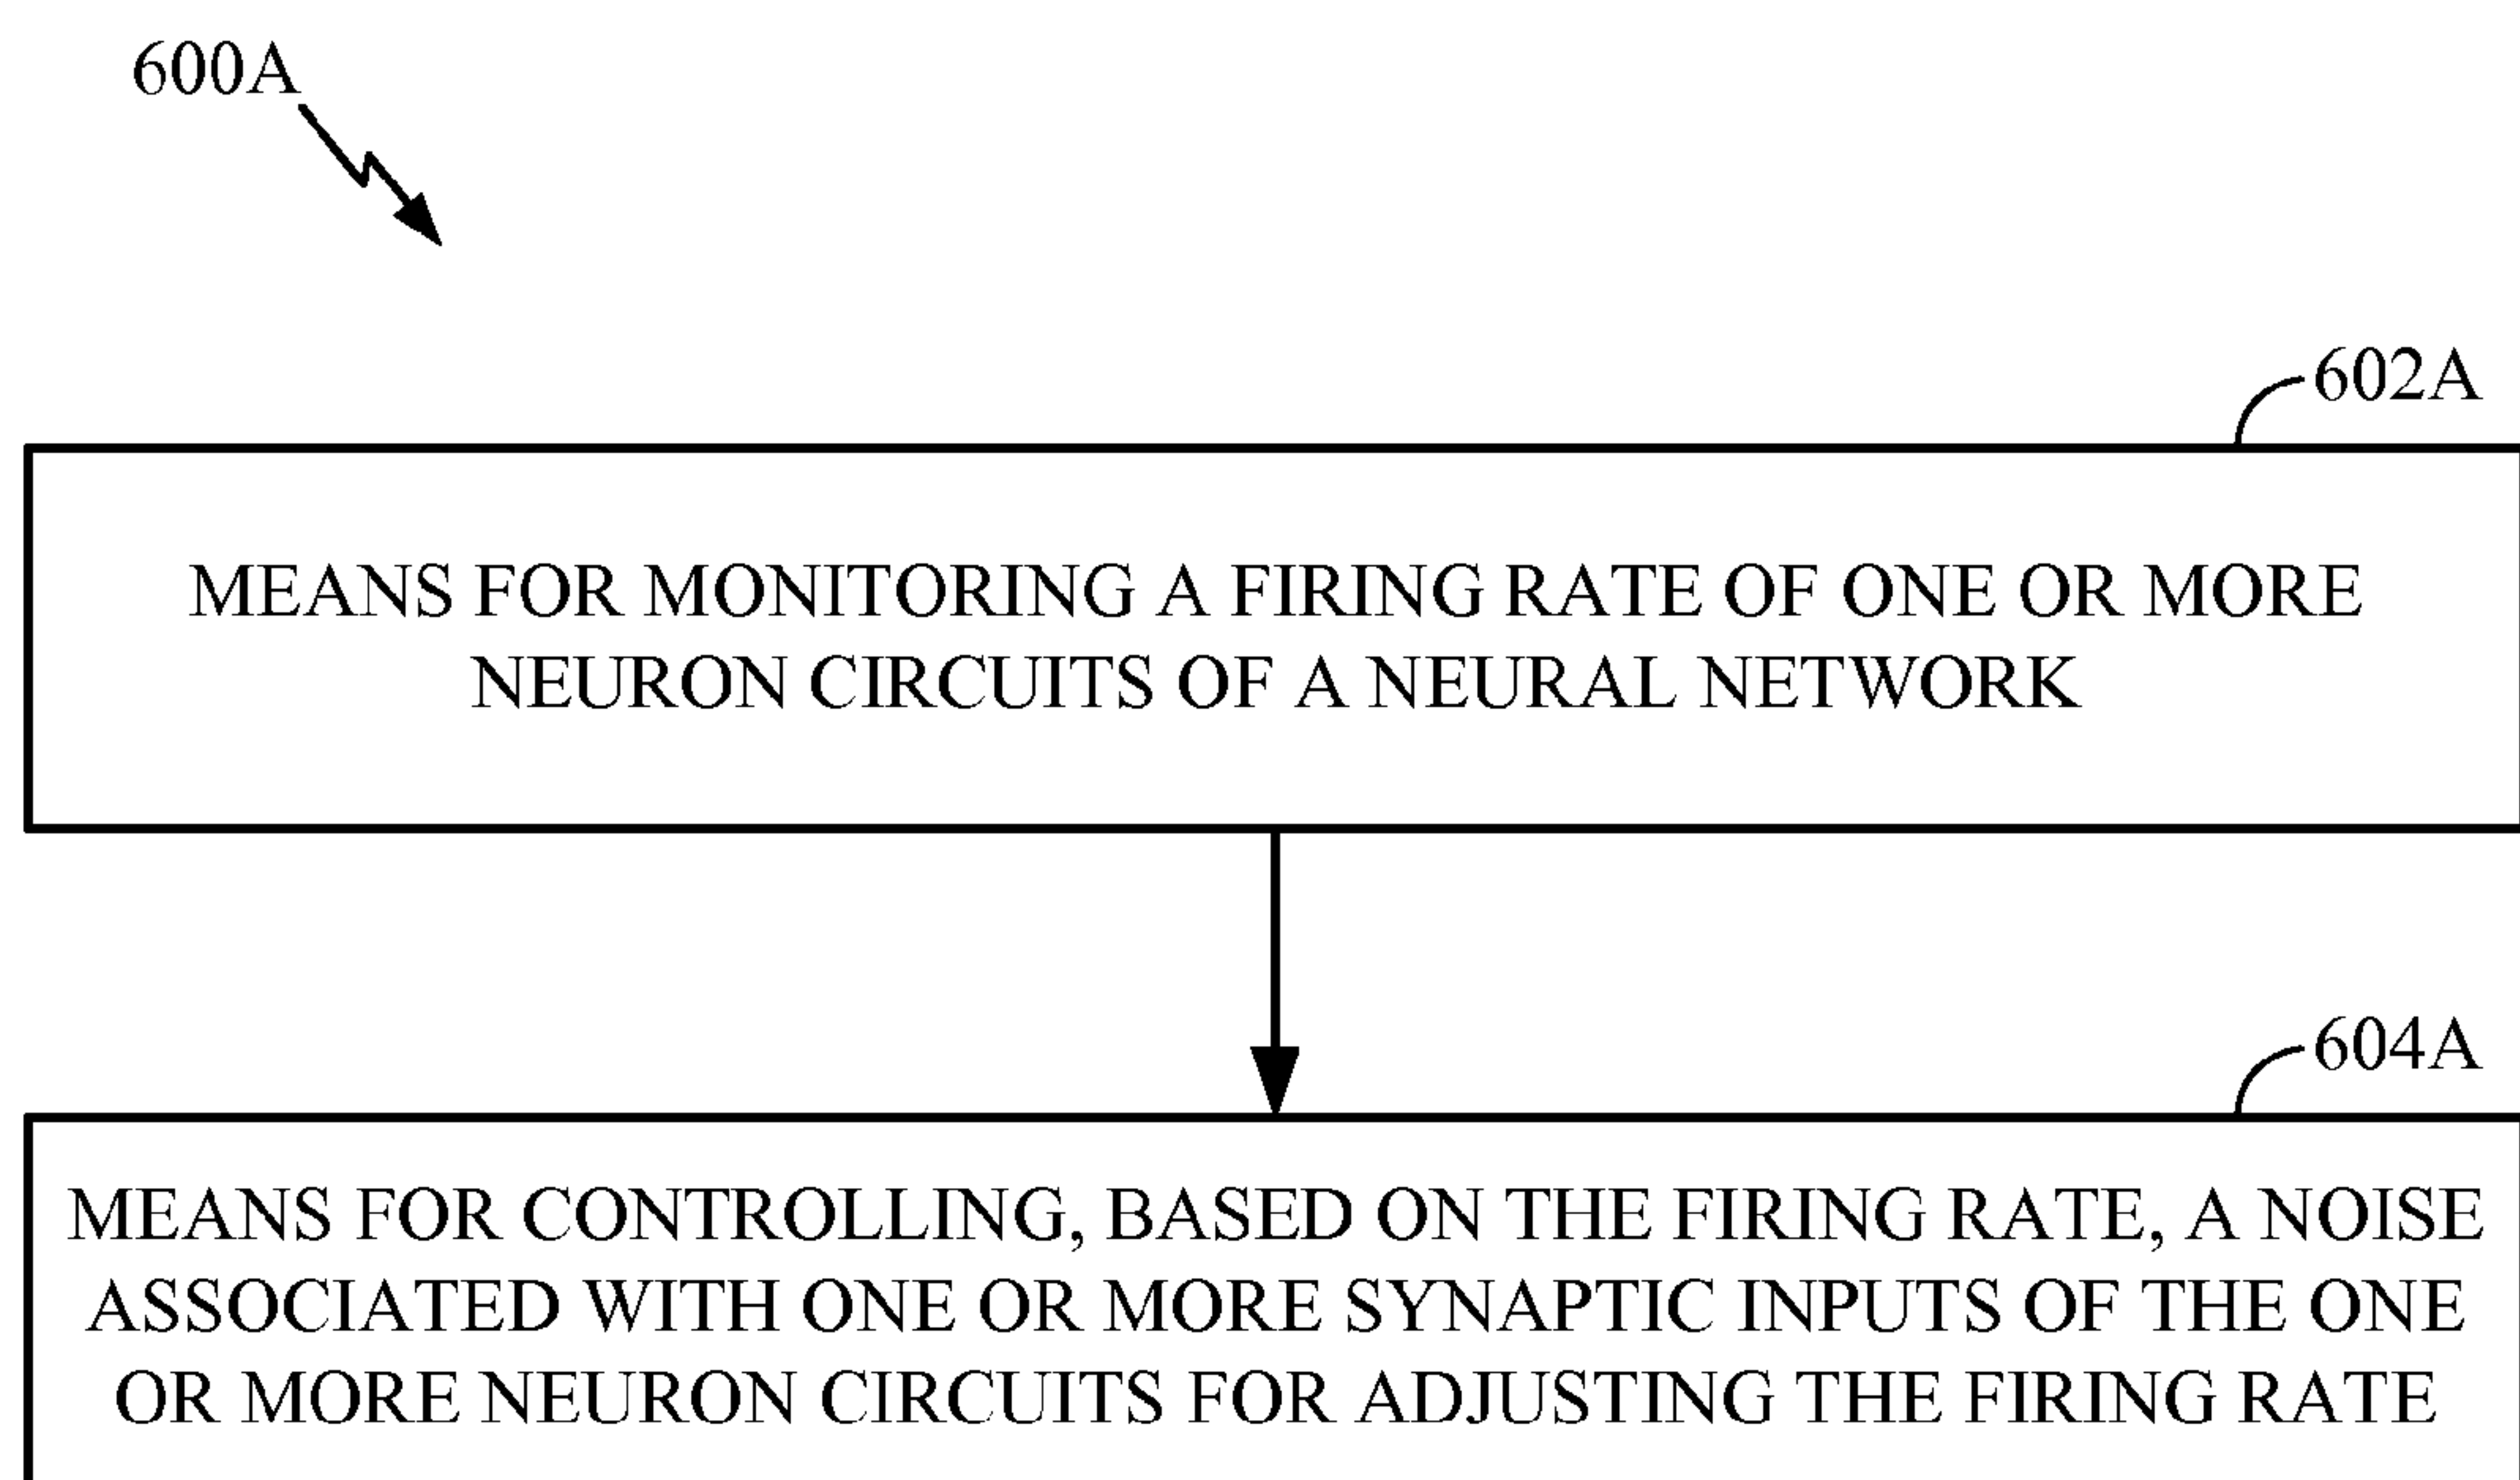 600A
602A
MEANS FOR MONITORING A FIRING RATE OF ONE OR MORE
NEURON CIRCUITS OF A NEURAL NETWORK
604A
MEANS FOR CONTROLLING, BASED ON THE FIRING RATE, A NOISE
ASSOCIATED WITH ONE OR MORE SYNAPTIC INPUTS OF THE ONE
OR MORE NEURON CIRCUITS FOR ADJUSTING THE FIRING RATE